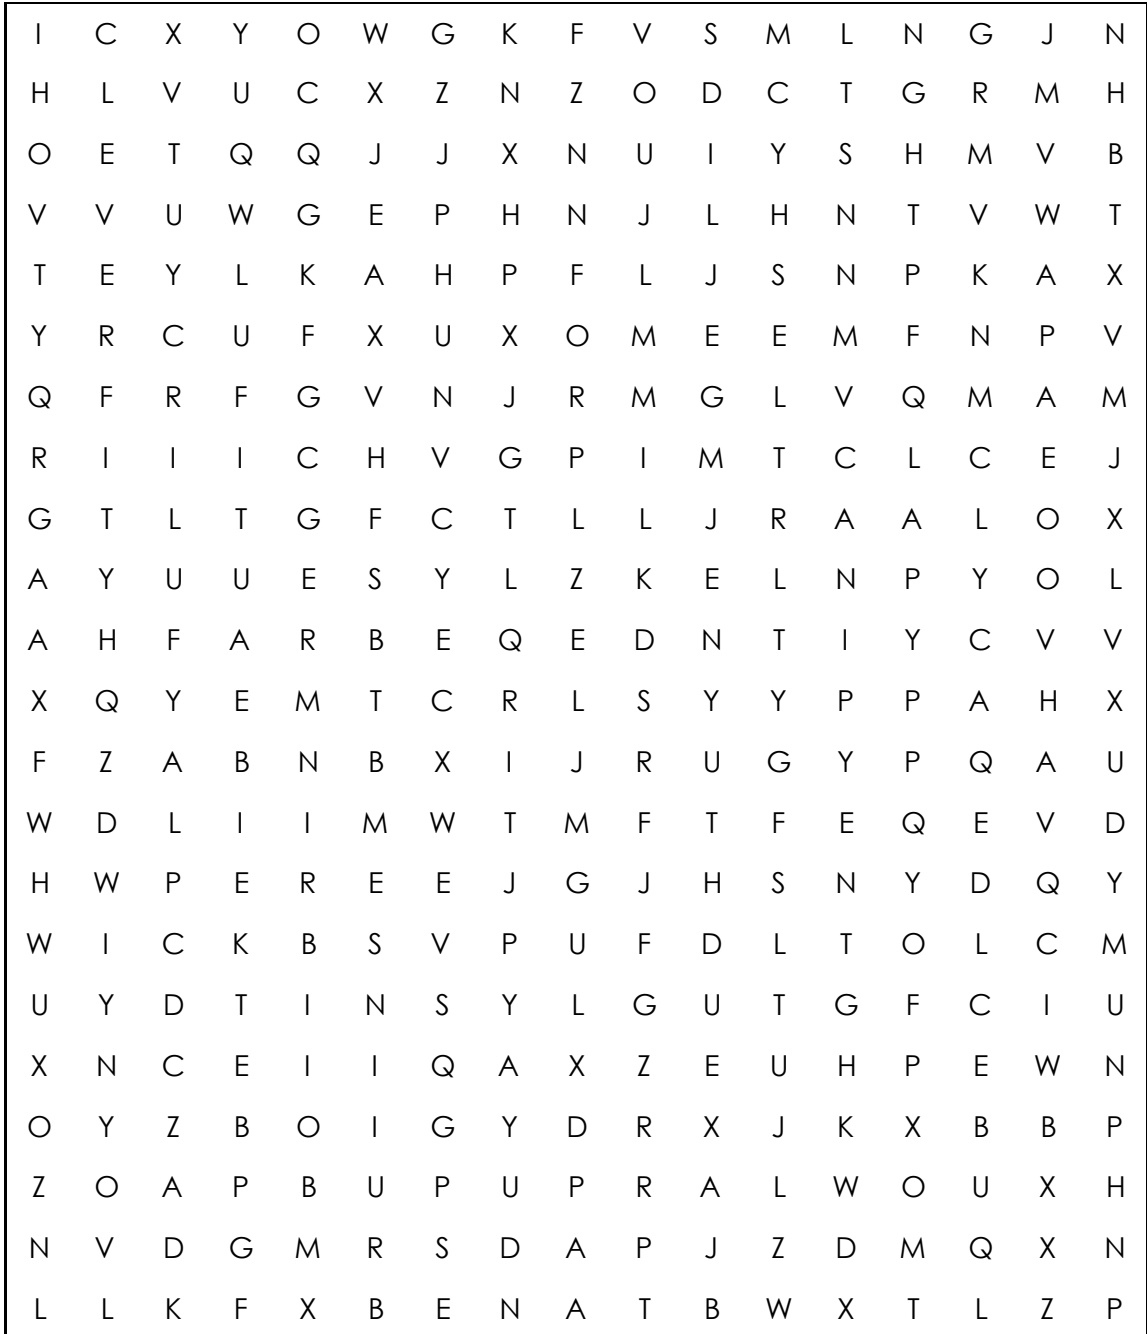 I C X Y O W G K F V S M L N G J N
H L V U C X Z N Z O D C T G R M H
O E T Q Q J J X N U I Y S H M V B
V V U W G E P H N J L H N T V W T
T E Y L K A H P F L J S N P K A X
Y R C U F X U X O M E E M F N P V
Q F R F G V N J R M G L V Q M A M
R I I I C H V G P I M T C L C E J
G T L T G F C T L L J R A A L O X
A Y U U E S Y L Z K E L N P Y O L
A H F A R B E Q E D N T I Y C V V
X Q Y E M T C R L S Y Y P P A H X
F Z A B N B X I J R U G Y P Q A U
W D L I I M W T M F T F E Q E V D
H W P E R E E J G J H S N Y D Q Y
W I C K B S V P U F D L T O L C M
U Y D T I N S Y L G U T G F C I U
X N C E I I Q A X Z E U H P E W N
O Y Z B O I G Y D R X J K X B B P
Z O A P B U P U P R A L W O U X H
N V D G M R S D A P J Z D M Q X N
L L K F X B E N A T B W X T L Z P